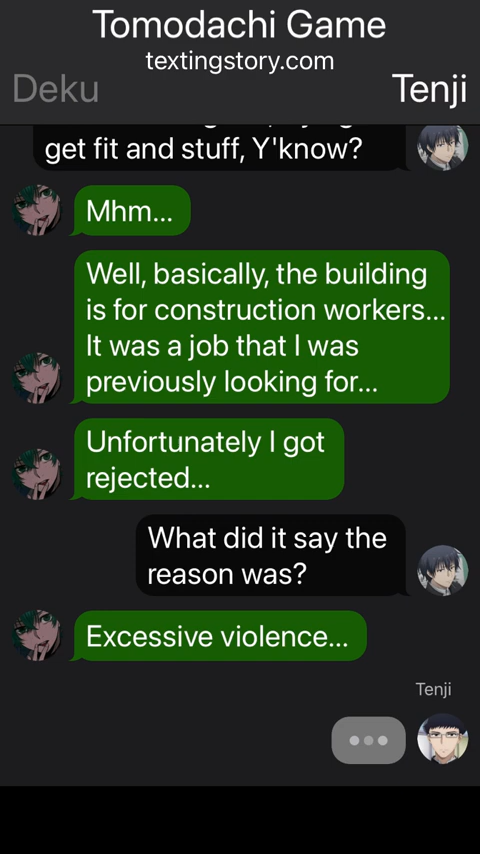 Tomodachi Game
textingstory.com
Deku
Tenji
get fit and stuff, Y'know?
Mhm...
Well, basically, the building
is for construction workers...
It was a job that I was
previously looking for...
Unfortunately I got
rejected...
What did it say the
reason was?
Excessive violence...
Tenji